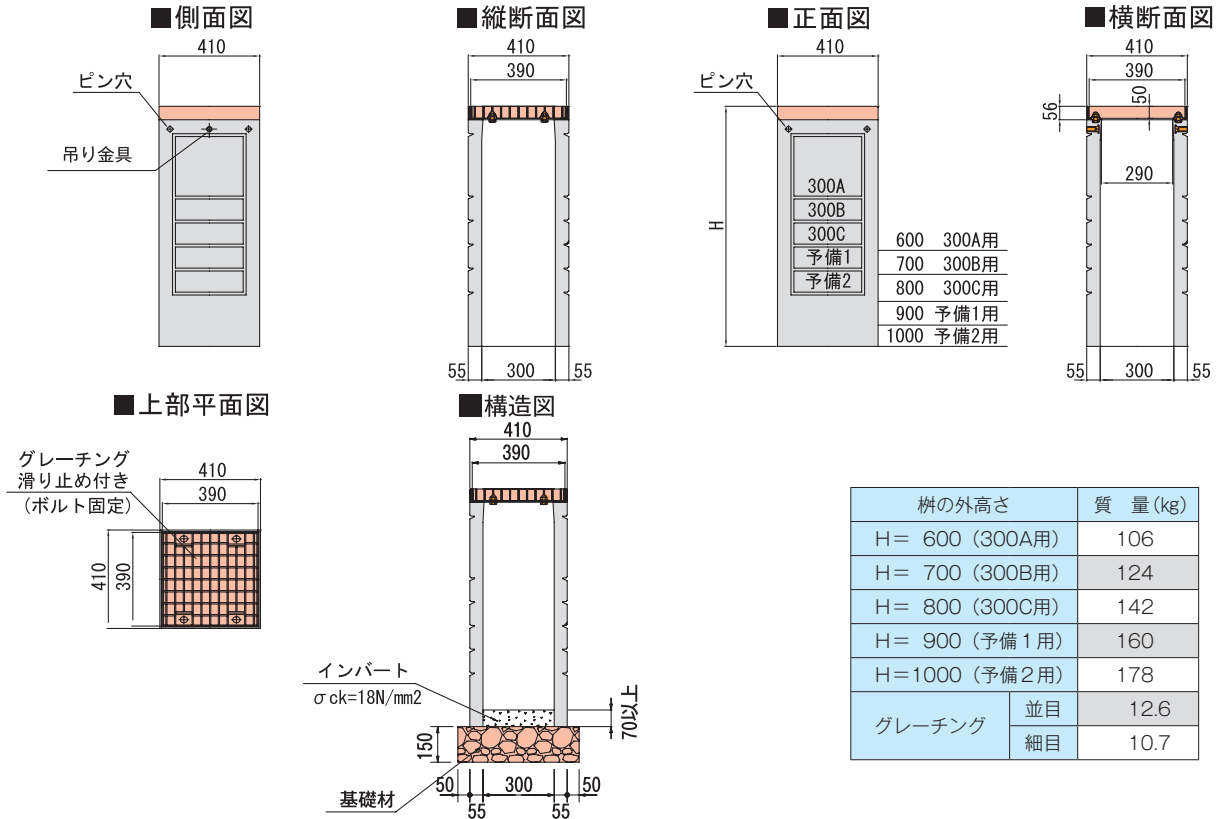 ■側面図
410
ピン穴
吊り金具
■縦断面図
410
390
55 300 55
■正面図
410
ピン穴
H
300A
300B
300C
予備1
予備2
600 300A用
700 300B用
800 300C用
900 予備1用
1000 予備2用
■横断面図
410
390
50
56
290
55 300 55
■上部平面図
グレーチング
滑り止め付き
(ボルト固定)
410
390
410
390
■構造図
410
390
インバート
σck=18N/mm2
70以上
150
基礎材
50 300 50
55 55
桝の外高さ 質 量(kg)
H= 600(300A用) 106
H= 700(300B用) 124
H= 800(300C用) 142
H= 900(予備1用) 160
H=1000(予備2用) 178
グレーチング 並目 12.6
細目 10.7